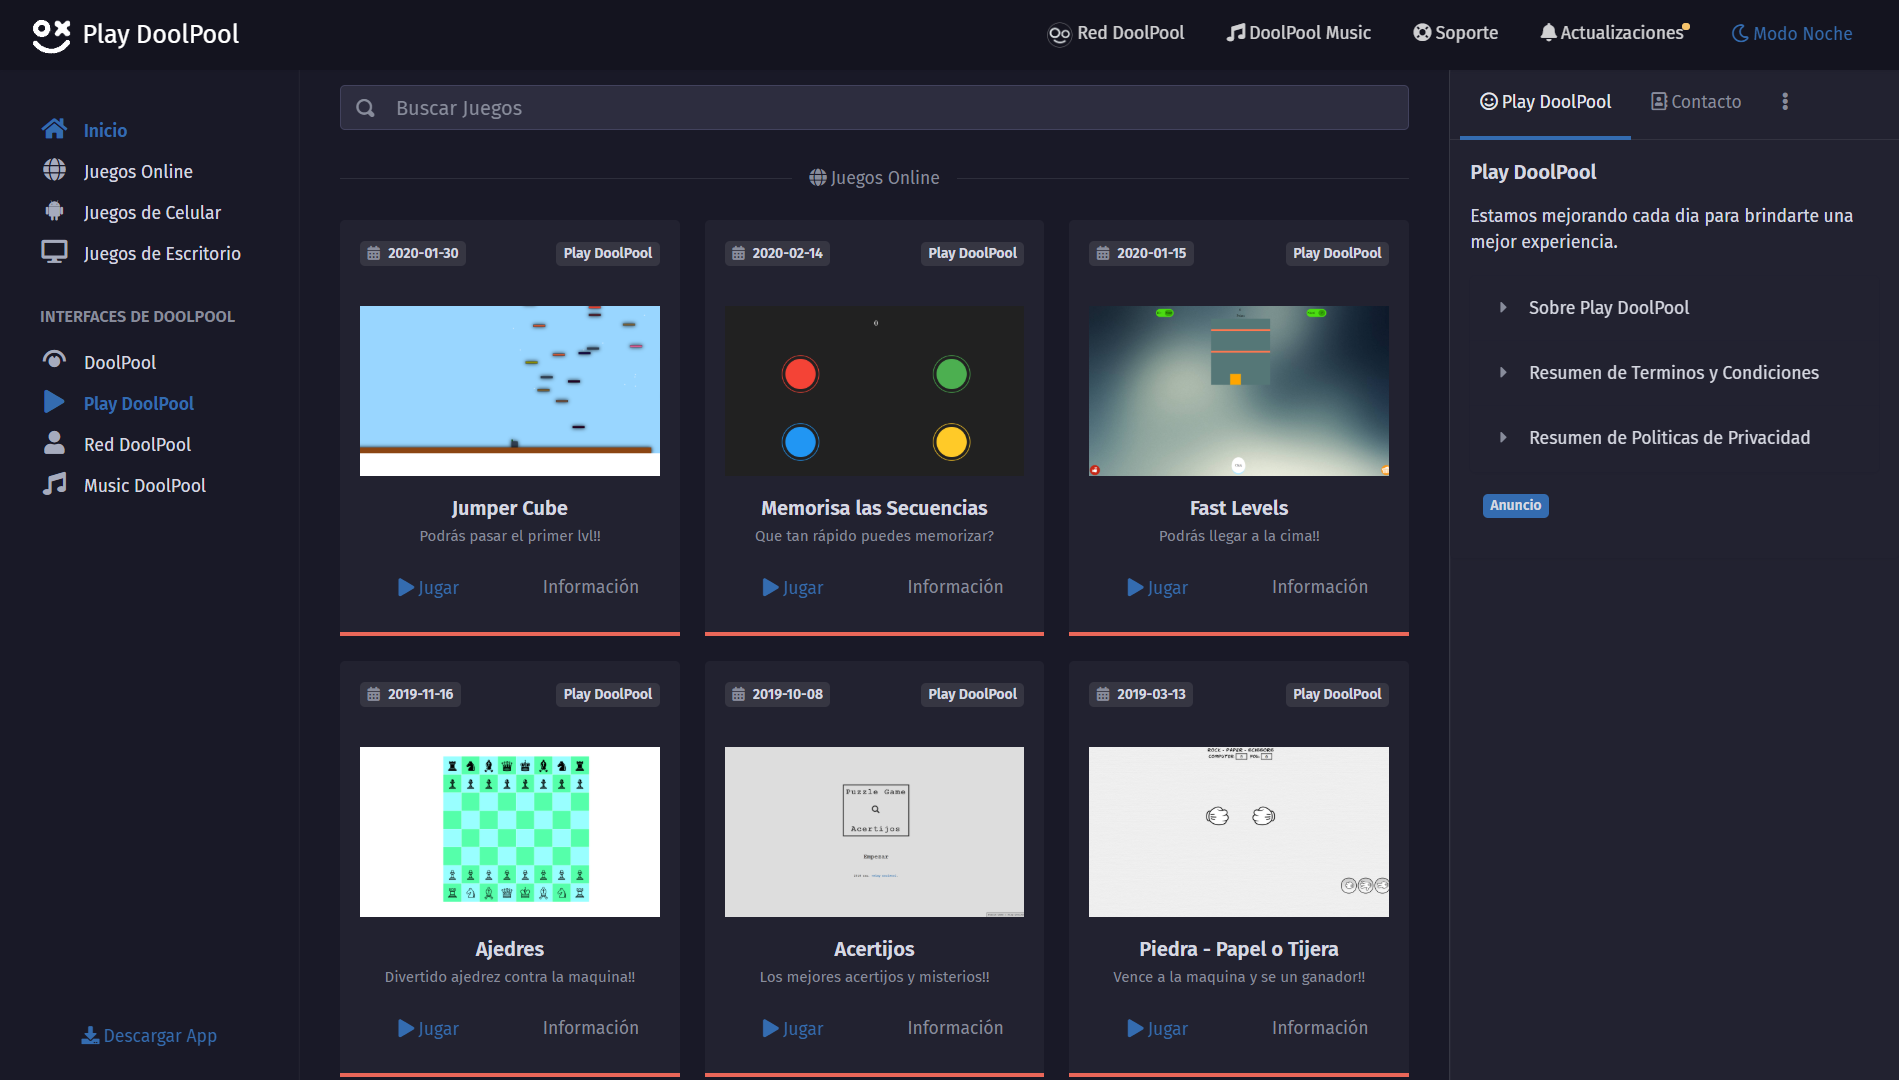 Play DoolPool
Red DoolPool
DoolPool Music
Soporte
Actualizaciones
Modo Noche
Inicio
Juegos Online
Juegos de Celular
Juegos de Escritorio
INTERFACES DE DOOLPOOL
DoolPool
Play DoolPool
Red DoolPool
Music DoolPool
Descargar App
Buscar Juegos
Juegos Online
2020-01-30
Play DoolPool
Jumper Cube
Podrás pasar el primer lvl!!
Jugar
Información
2020-02-14
Play DoolPool
0
Memorisa las Secuencias
Que tan rápido puedes memorizar?
Jugar
Información
2020-01-15
Play DoolPool
Fast Levels
Podrás llegar a la cima!!
Jugar
Información
2019-11-16
Play DoolPool
Ajedres
Divertido ajedrez contra la maquina!!
Jugar
Información
2019-10-08
Play DoolPool
Puzzle Game
Acertijos
Empezar
Acertijos
Los mejores acertijos y misterios!!
Jugar
Información
2019-03-13
Play DoolPool
ROCK - PAPER - SCISSORS
Piedra - Papel o Tijera
Vence a la maquina y se un ganador!!
Jugar
Información
Play DoolPool
Contacto
Play DoolPool
Estamos mejorando cada dia para brindarte una
mejor experiencia.
Sobre Play DoolPool
Resumen de Terminos y Condiciones
Resumen de Politicas de Privacidad
Anuncio